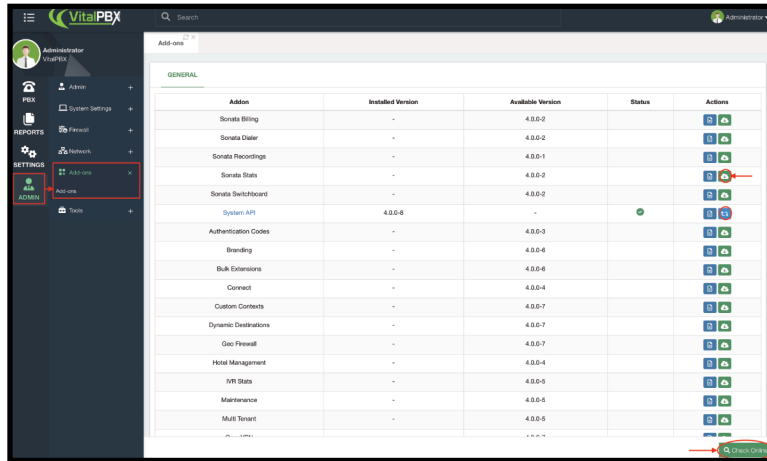 VitalPBX
Search
Administrator
Administrator
VitalPBX
Add-ons
PBX
REPORTS
SETTINGS
ADMIN
Admin +
System Settings +
Firewall +
Network +
Add-ons ×
Add-ons
Tools +
GENERAL
Addon Installed Version Available Version Status Actions
Sonata Billing - 4.0.0-2
Sonata Dialer - 4.0.0-2
Sonata Recordings - 4.0.0-1
Sonata Stats - 4.0.0-2
Sonata Switchboard - 4.0.0-2
System API 4.0.0-8 -
Authentication Codes - 4.0.0-3
Branding - 4.0.0-6
Bulk Extensions - 4.0.0-6
Connect - 4.0.0-4
Custom Contexts - 4.0.0-7
Dynamic Destinations - 4.0.0-7
Geo Firewall - 4.0.0-7
Hotel Management - 4.0.0-4
IVR Stats - 4.0.0-5
Maintenance - 4.0.0-5
Multi Tenant - 4.0.0-5
Check Online